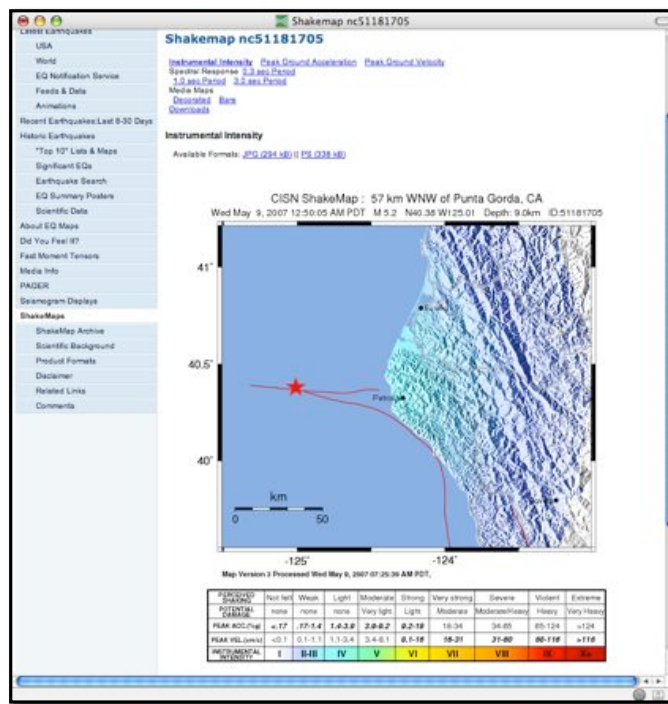 Shakemap nc51181705
Latest Earthquakes
USA
World
EQ Notification Service
Feeds & Data
Animations
Recent Earthquakes Last 8-30 Days
Historic Earthquakes
"Top 10" Lists & Maps
Significant EQs
Earthquake Search
EQ Summary Posters
Scientific Data
About EQ Maps
Did You Feel It?
Fast Moment Tensors
Media Info
PAGER
Seismogram Displays
ShakeMaps
ShakeMap Archive
Scientific Background
Product Formats
Disclaimer
Related Links
Comments
Shakemap nc51181705
Instrumental Intensity Peak Ground Acceleration Peak Ground Velocity
Spectral Response 0.3 sec Period
1.0 sec Period 3.0 sec Period
Media Maps
Decorated Bare
Downloads
Instrumental Intensity
Available Formats: JPG (294 kB) || PS (338 kB)
CISN ShakeMap : 57 km WNW of Punta Gorda, CA
Wed May 9, 2007 12:50:05 AM PDT M 5.2 N40.38 W125.01 Depth: 9.0km ID:51181705
41°
40.5°
Petrolia
40°
km
0 50
-125° -124°
Map Version 3 Processed Wed May 9, 2007 07:25:39 AM PDT,
PERCEIVED SHAKING Not felt Weak Light Moderate Strong Very strong Severe Violent Extreme
POTENTIAL DAMAGE none none none Very light Light Moderate Moderate/Heavy Heavy Very Heavy
PEAK ACC.(%g) <.17 .17-1.4 1.4-3.9 3.9-9.2 9.2-18 18-34 34-65 65-124 >124
PEAK VEL.(cm/s) <0.1 0.1-1.1 1.1-3.4 3.4-8.1 8.1-16 16-31 31-60 60-116 >116
INSTRUMENTAL INTENSITY I II-III IV V VI VII VIII IX X+